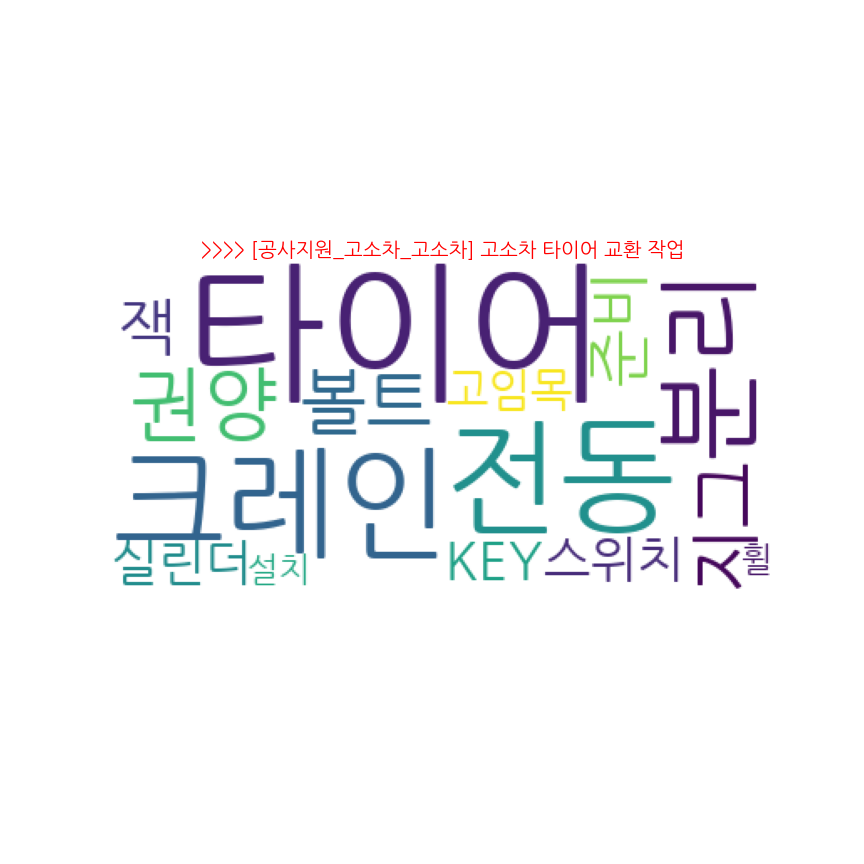 >>>> [공사지원_고소차_고소차] 고소차 타이어 교환 작업
타이어
잭
준비
분리
권양
볼트
고임목
크레인
전동
지그
실린더
설치
KEY
스위치
휠